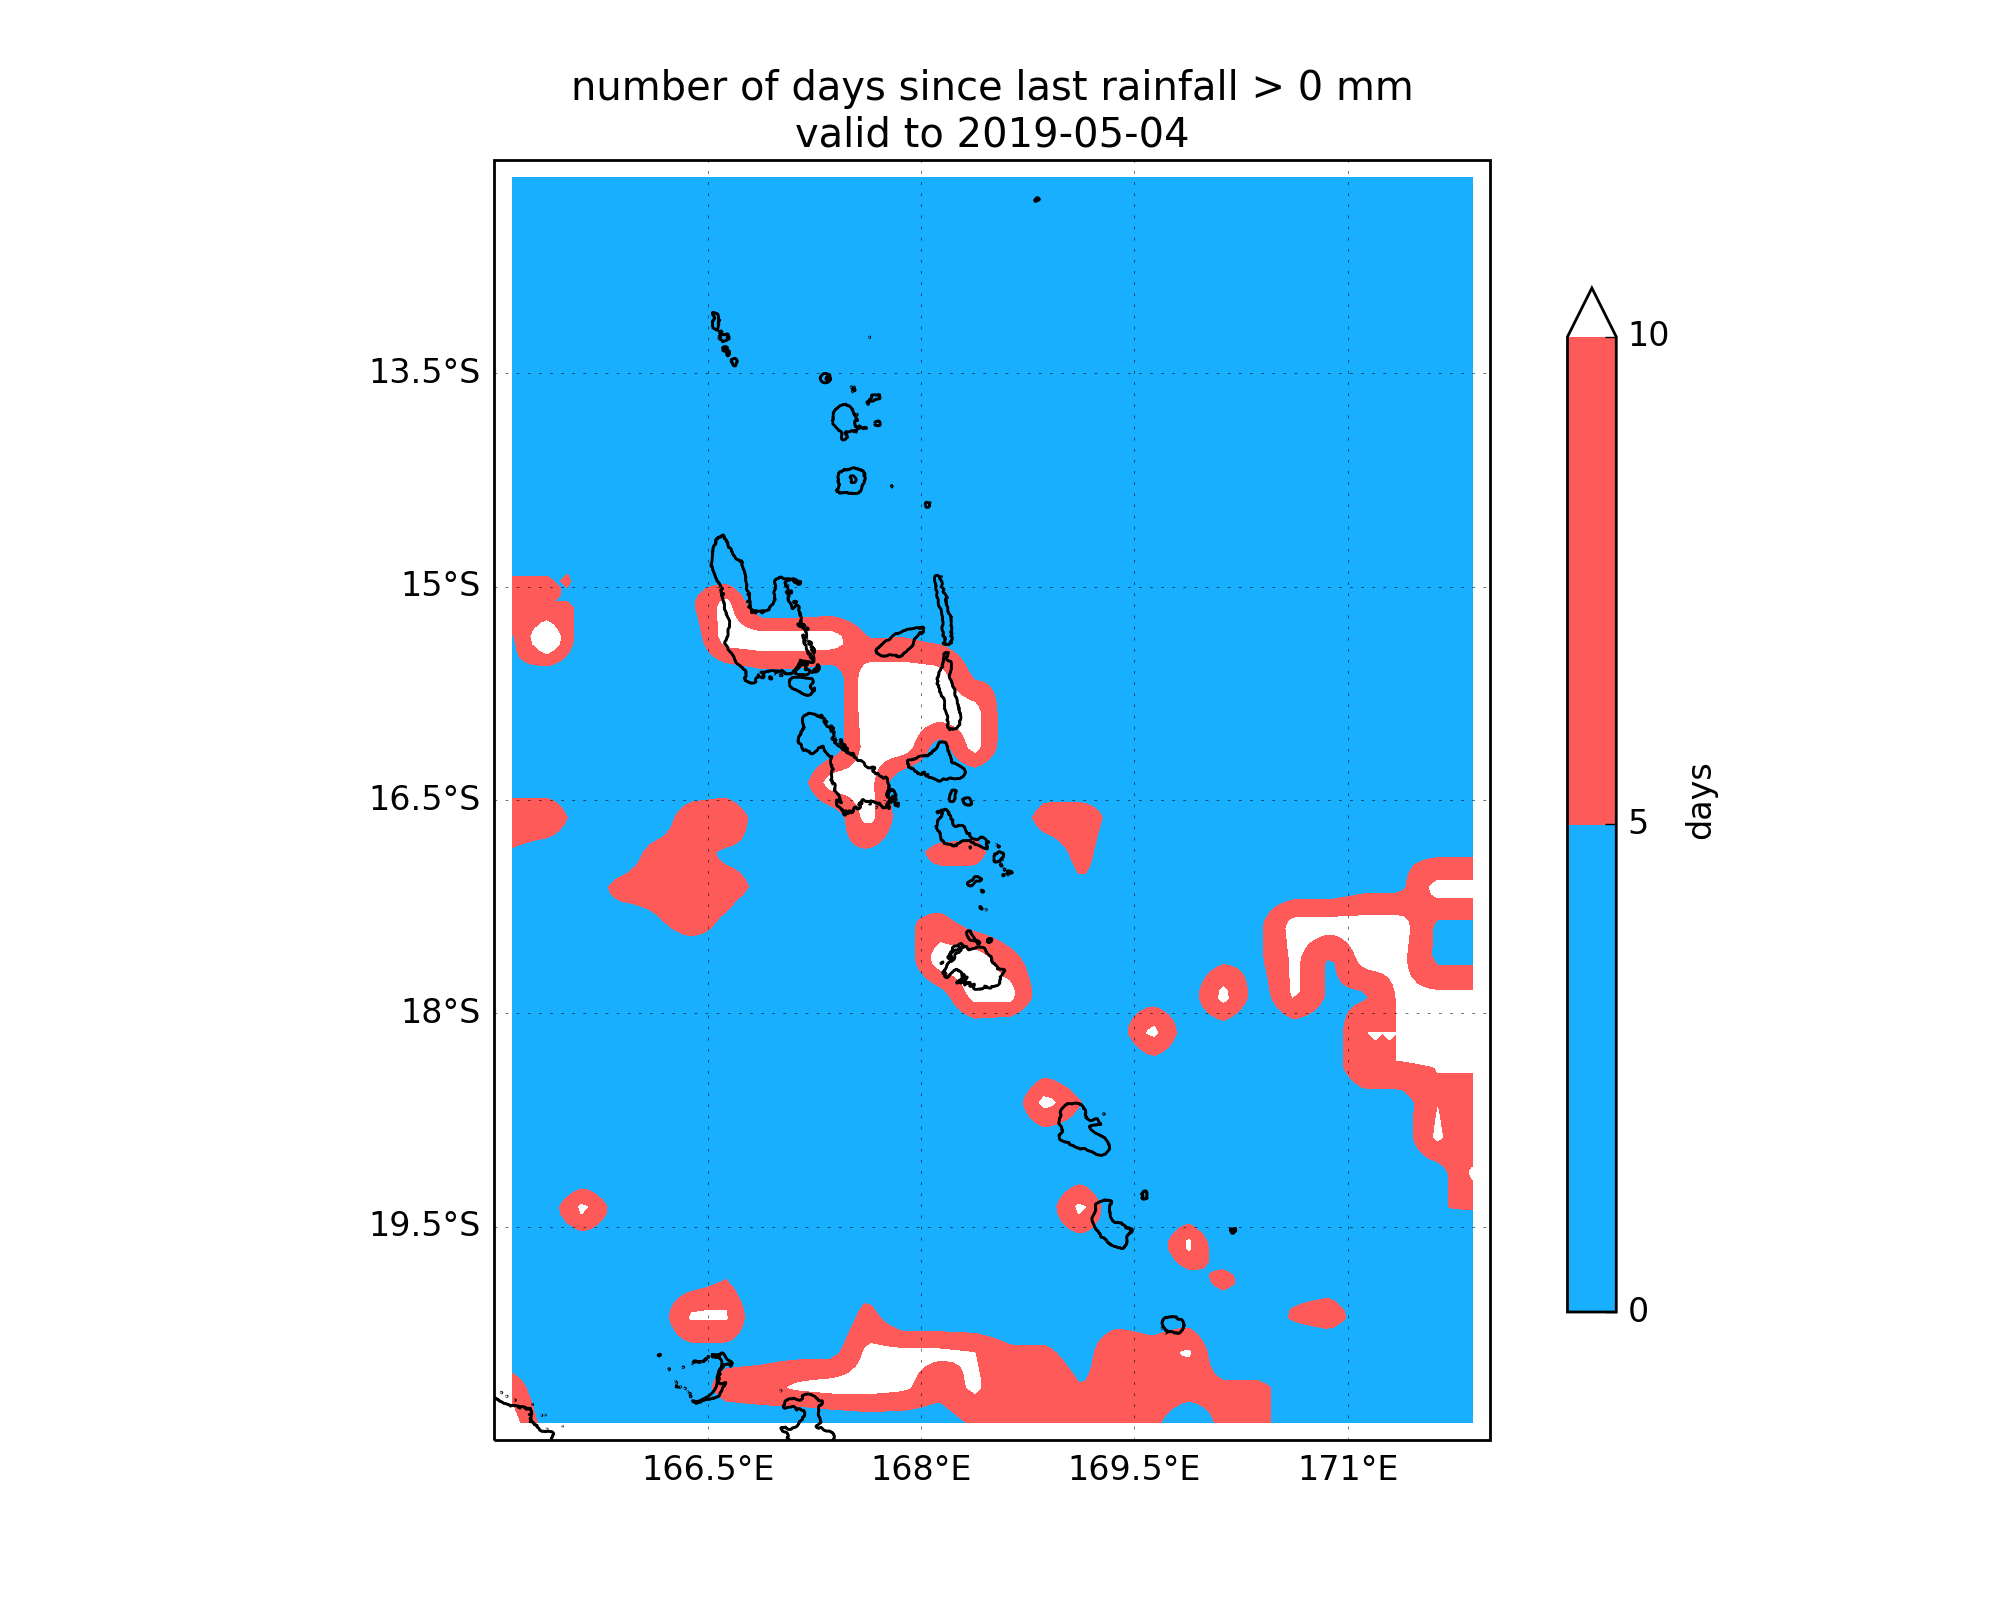 number of days since last rainfall > 0 mm
valid to 2019-05-04
10
13.5°S
15°S
16.5°S
5
days
18°S
19.5°S
0
166.5°E
168°E
169.5°E
171°E